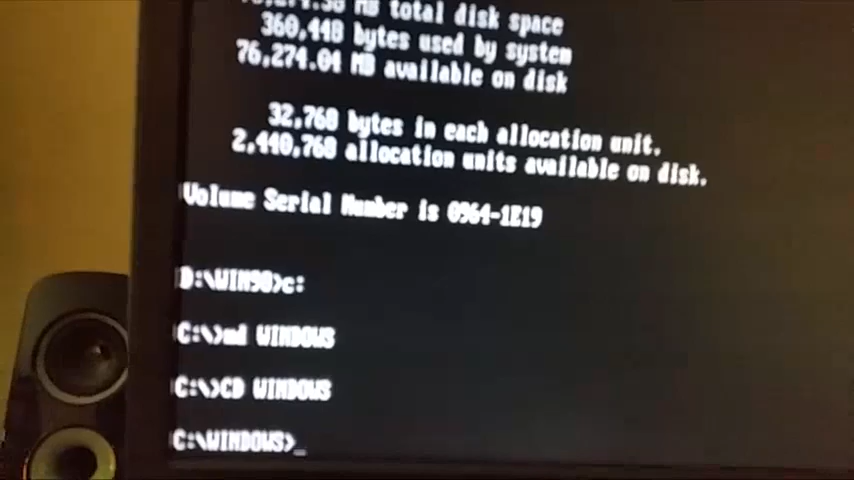 MB total disk space
360,448 bytes used by system
76,274.04 MB available on disk
32,768 bytes in each allocation unit.
2,440,768 allocation units available on disk.
Volume Serial Number is 0964-1E19
D:\WIN98>c:
C:\>md WINDOWS
C:\>CD WINDOWS
C:\WINDOWS>_